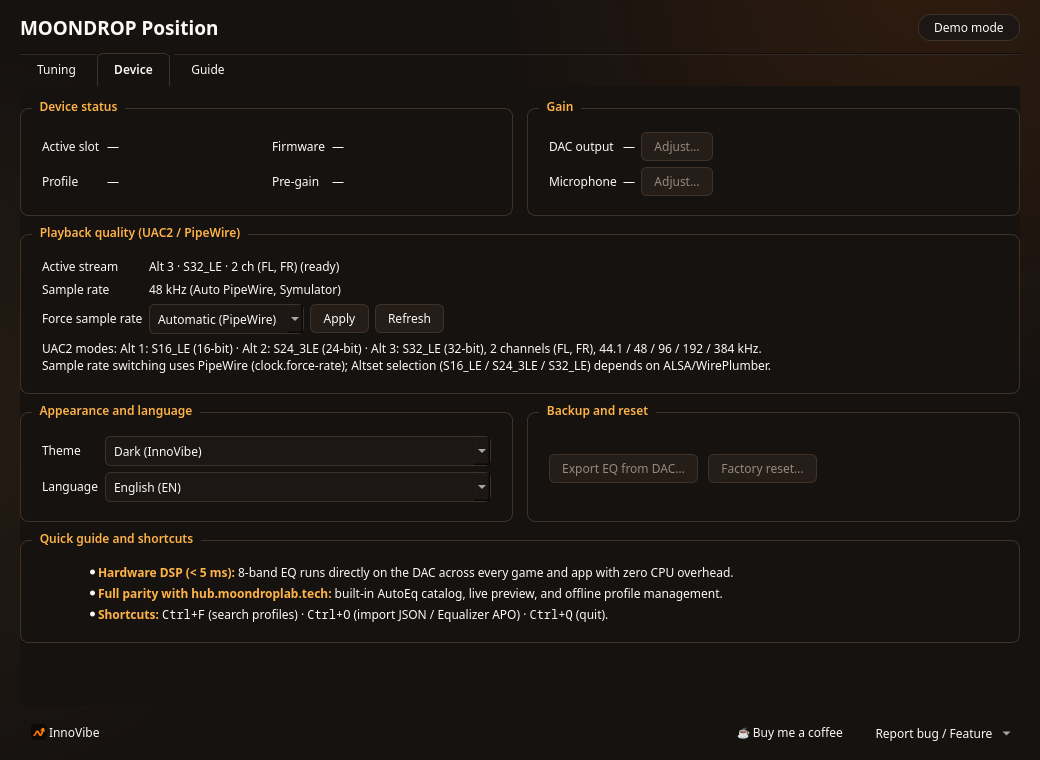 MOONDROP Position
Demo mode
Tuning
Device
Guide
Device status
Active slot —
Firmware —
Profile —
Pre-gain —
Gain
DAC output — Adjust...
Microphone — Adjust...
Playback quality (UAC2 / PipeWire)
Active stream Alt 3 · S32_LE · 2 ch (FL, FR) (ready)
Sample rate 48 kHz (Auto PipeWire, Symulator)
Force sample rate Automatic (PipeWire) Apply Refresh
UAC2 modes: Alt 1: S16_LE (16-bit) · Alt 2: S24_3LE (24-bit) · Alt 3: S32_LE (32-bit), 2 channels (FL, FR), 44.1 / 48 / 96 / 192 / 384 kHz.
Sample rate switching uses PipeWire (clock.force-rate); Altset selection (S16_LE / S24_3LE / S32_LE) depends on ALSA/WirePlumber.
Appearance and language
Theme Dark (InnoVibe)
Language English (EN)
Backup and reset
Export EQ from DAC... Factory reset...
Quick guide and shortcuts
• Hardware DSP (< 5 ms): 8-band EQ runs directly on the DAC across every game and app with zero CPU overhead.
• Full parity with hub.moondroplab.tech: built-in AutoEq catalog, live preview, and offline profile management.
• Shortcuts: Ctrl+F (search profiles) · Ctrl+O (import JSON / Equalizer APO) · Ctrl+Q (quit).
InnoVibe
☕ Buy me a coffee
Report bug / Feature